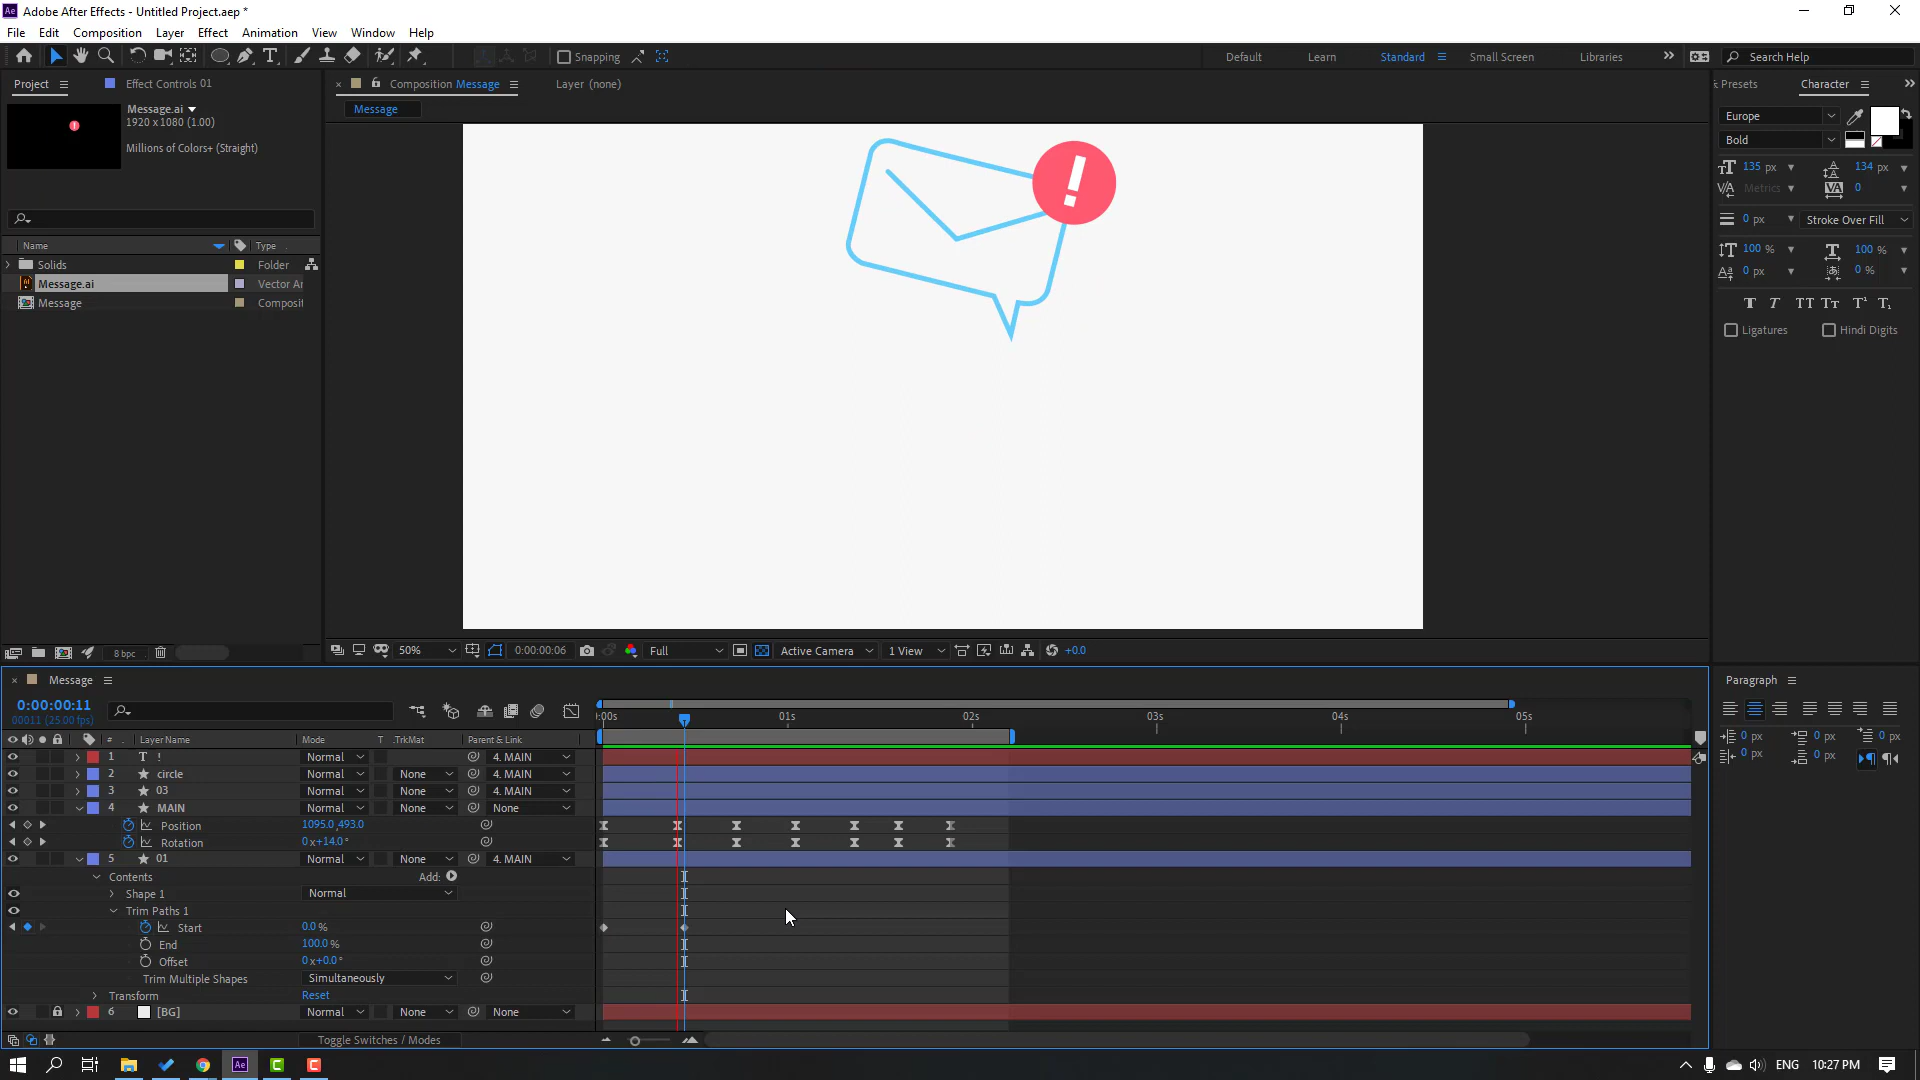 Adobe After Effects - Untitled Project.aep *
File Edit Composition Layer Effect Animation View Window Help
Snapping
Default Learn Standard Small Screen Libraries Search Help
Project Effect Controls 01
Composition Message Layer (none)
Presets Character
Message.ai
1920 x 1080 (1.00)
Millions of Colors+ (Straight)
Message
Europe
Bold
135 px 134 px
Metrics 0
0 px Stroke Over Fill
100 % 100 %
0 px 0 %
Ligatures Hindi Digits
Name Type
Solids Folder
Message.ai Vector Ar
Message Composit
!
8 bpc
50% 0:00:00:06 Full Active Camera 1 View +0.0
Message
Paragraph
0:00:00:11
00011 (25.00 fps)
:00s 01s 02s 03s 04s 05s
# Layer Name Mode T .TrkMat Parent & Link
1 T ! Normal 4. MAIN
2 circle Normal None 4. MAIN
3 03 Normal None 4. MAIN
4 MAIN Normal None None
Position 1095.0,493.0
Rotation 0x+14.0°
5 01 Normal None 4. MAIN
Contents Add:
Shape 1 Normal
Trim Paths 1
Start 0.0%
End 100.0%
Offset 0x+0.0°
Trim Multiple Shapes Simultaneously
Transform Reset
6 [BG] Normal None None
Toggle Switches / Modes
0 px 0 px 0 px
0 px 0 px
ENG 10:27 PM